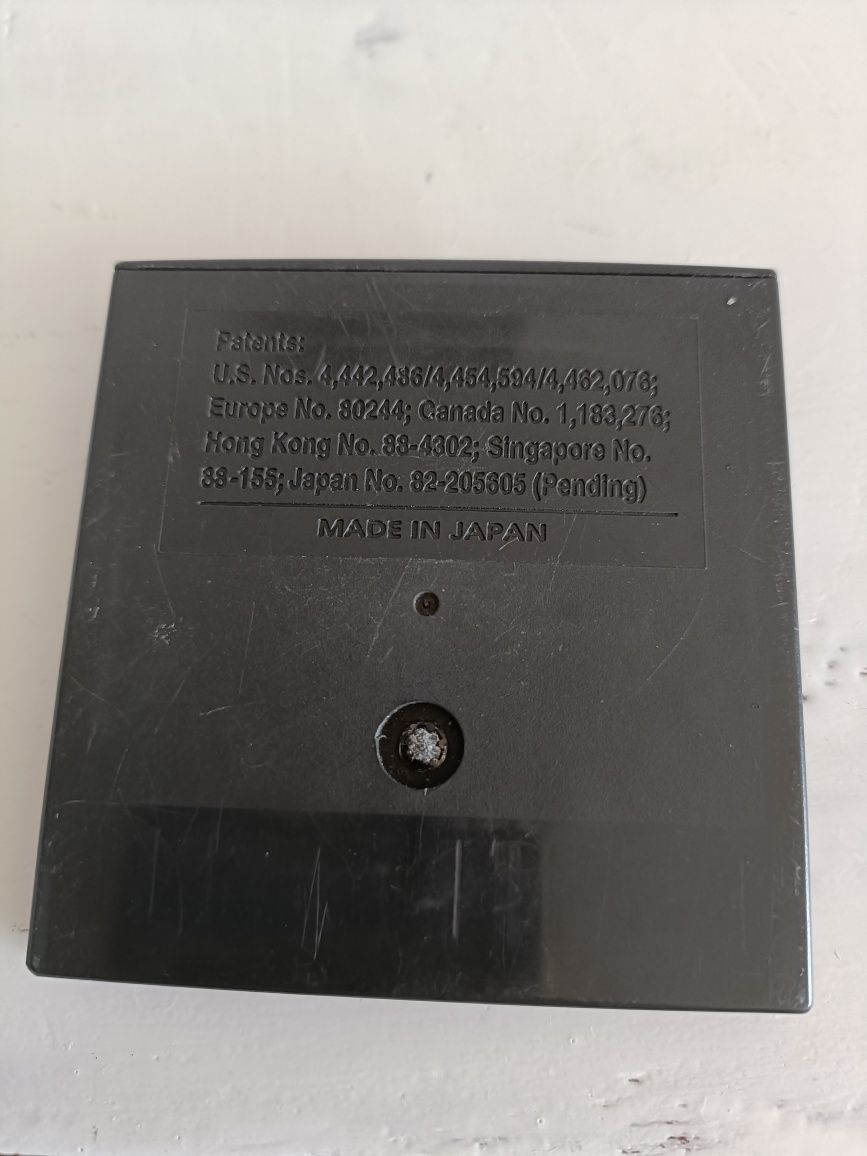 Patents:
U.S. Nos. 4,442,486/4,454,594/4,462,076;
Europe No. 80244; Canada No. 1,183,276;
Hong Kong No. 88-4302; Singapore No.
88-155; Japan No. 82-205605 (Pending)
MADE IN JAPAN